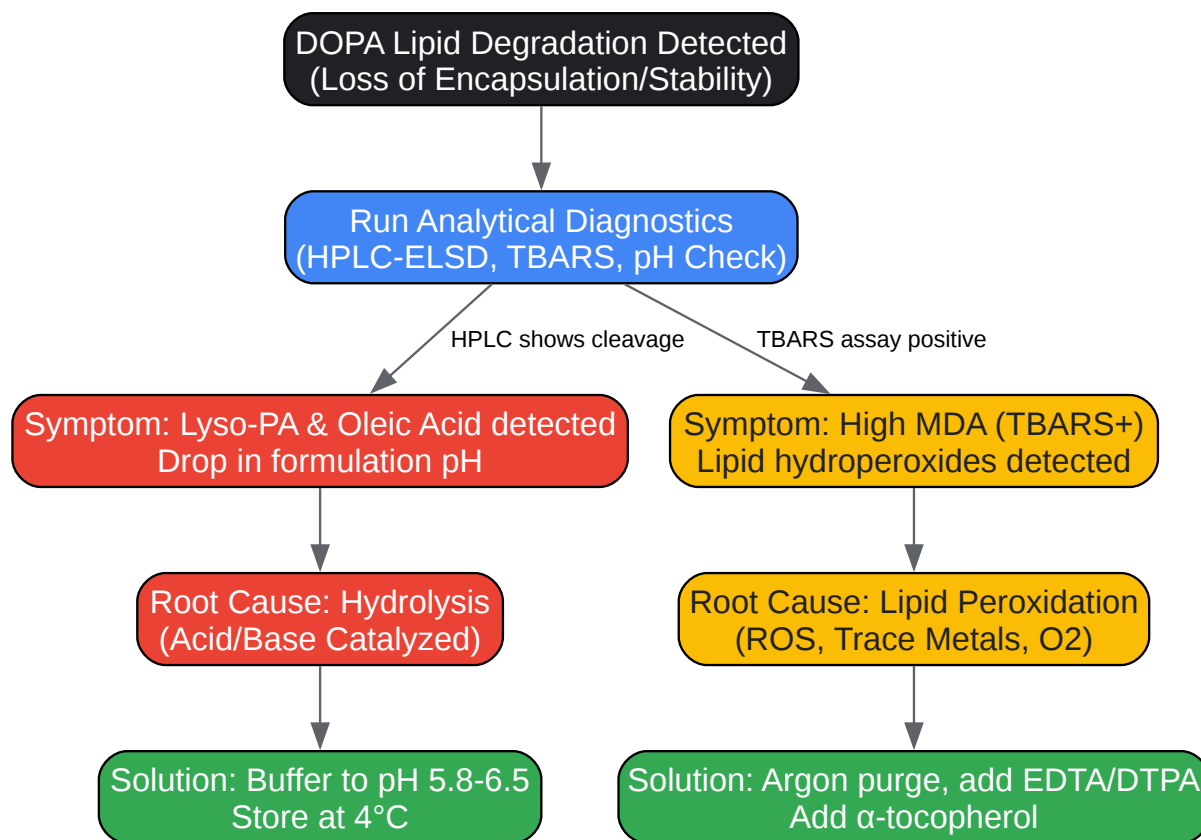 DOPA Lipid Degradation Detected
(Loss of Encapsulation/Stability)
Run Analytical Diagnostics
(HPLC-ELSD, TBARS, pH Check)
HPLC shows cleavage
TBARS assay positive
Symptom: Lyso-PA & Oleic Acid detected
Drop in formulation pH
Symptom: High MDA (TBARS+)
Lipid hydroperoxides detected
Root Cause: Hydrolysis
(Acid/Base Catalyzed)
Root Cause: Lipid Peroxidation
(ROS, Trace Metals, O2)
Solution: Buffer to pH 5.8-6.5
Store at 4°C
Solution: Argon purge, add EDTA/DTPA
Add α-tocopherol